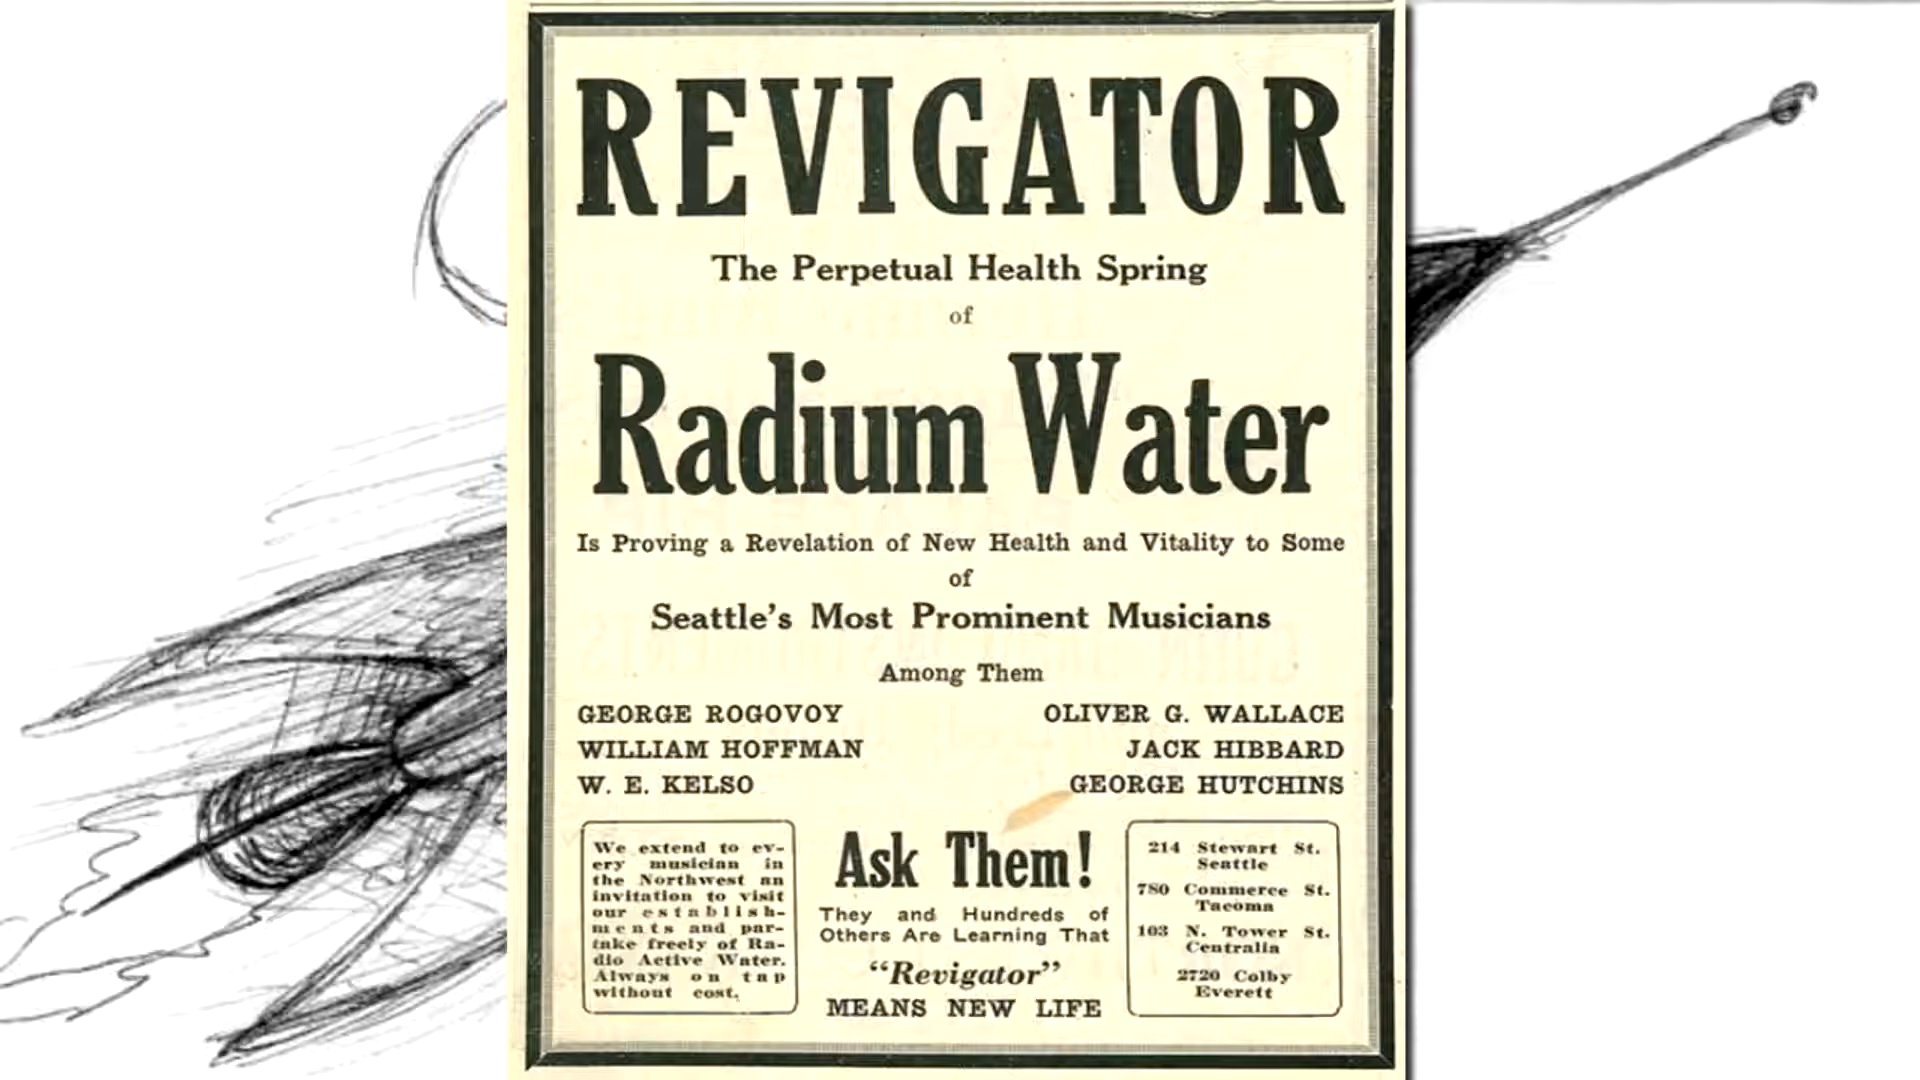 REVIGATOR
The Perpetual Health Spring
of
Radium Water
Is Proving a Revelation of New Health and Vitality to Some
of
Seattle's Most Prominent Musicians
Among Them
GEORGE ROGOVOY
WILLIAM HOFFMAN
W. E. KELSO
OLIVER G. WALLACE
JACK HIBBARD
GEORGE HUTCHINS
We extend to ev-
ery musician in
the Northwest an
invitation to visit
our establish-
ments and par-
take freely of Ra-
dio Active Water.
Always on tap
without cost.
Ask Them!
They and Hundreds of
Others Are Learning That
"Revigator"
MEANS NEW LIFE
214 Stewart St.
Seattle
780 Commerce St.
Tacoma
103 N. Tower St.
Centralia
2720 Colby
Everett